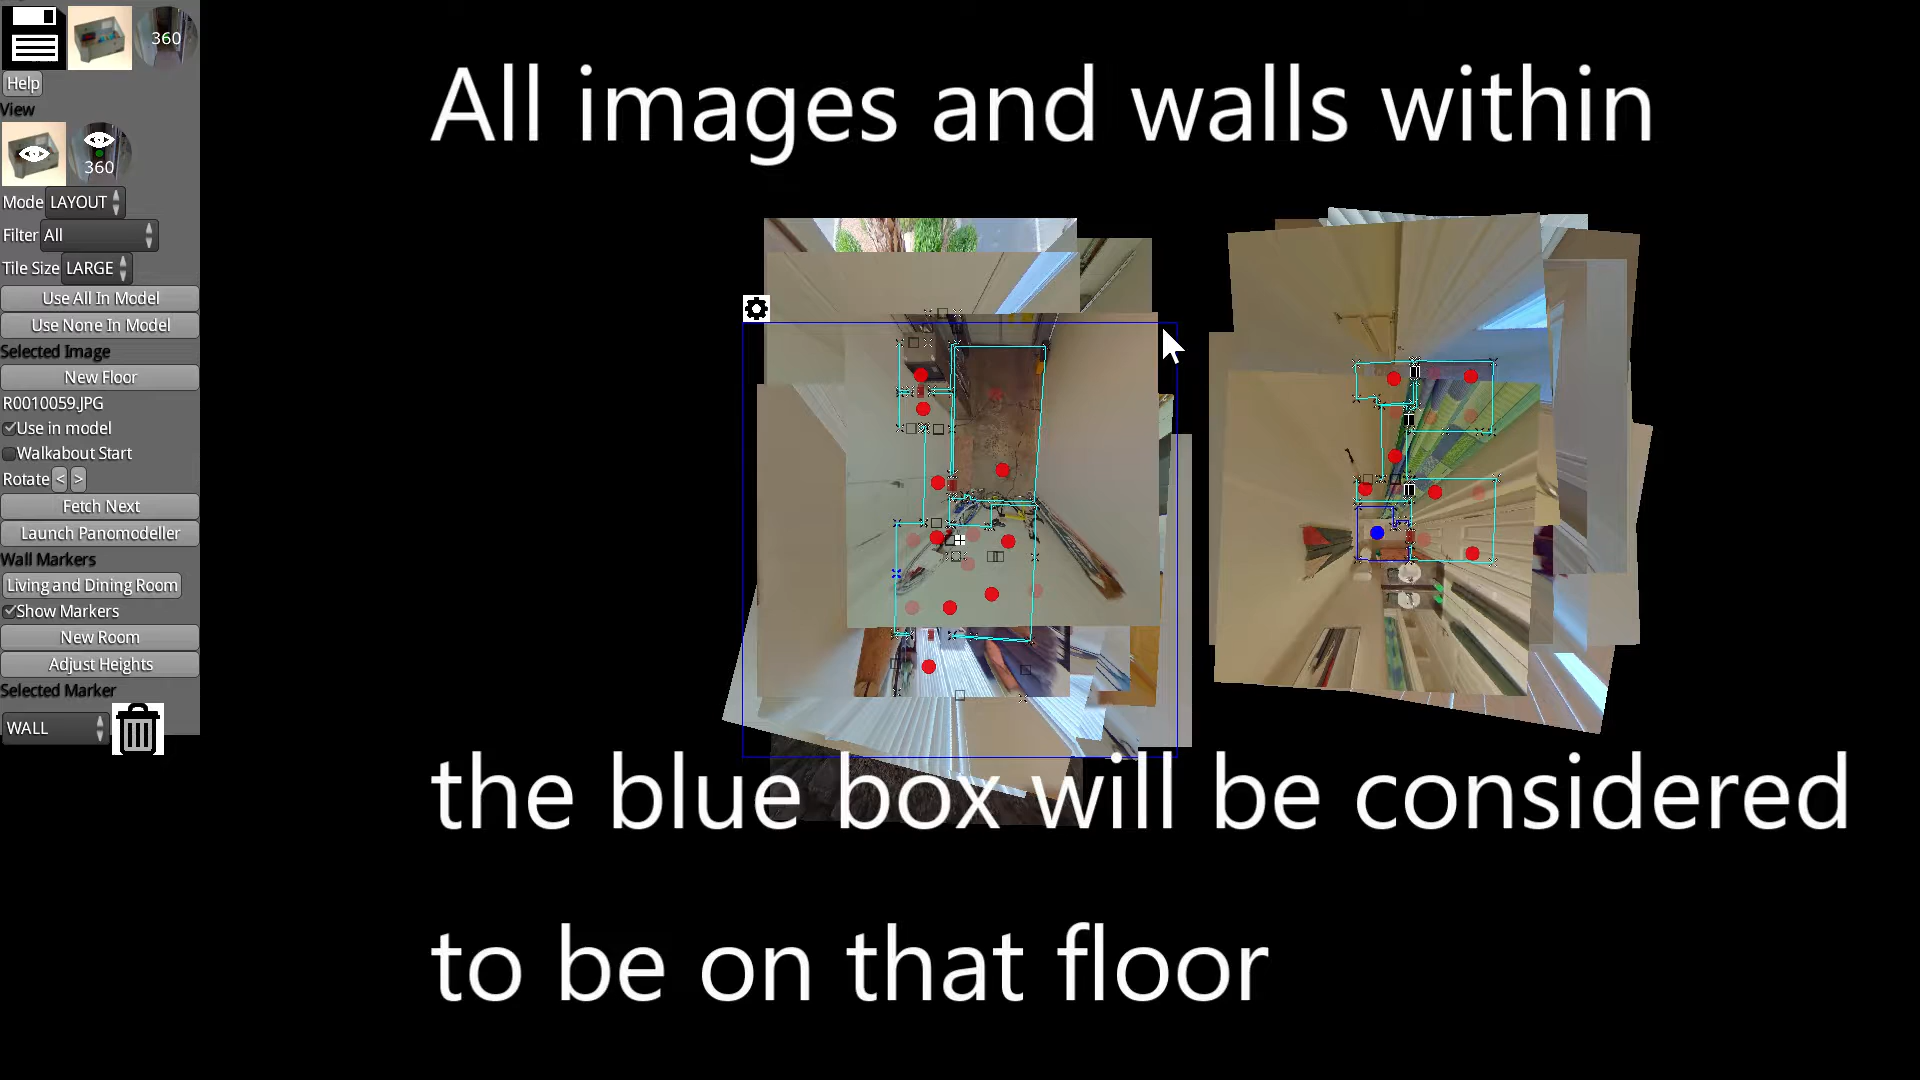 360
Help
View
360
Mode LAYOUT
Filter All
Tile Size LARGE
Use All In Model
Use None In Model
Selected Image
New Floor
R0010059.JPG
Use in model
Walkabout Start
Rotate < >
Fetch Next
Launch Panomodeller
Wall Markers
Living and Dining Room
Show Markers
New Room
Adjust Heights
Selected Marker
WALL
All images and walls within
the blue box will be considered
to be on that floor